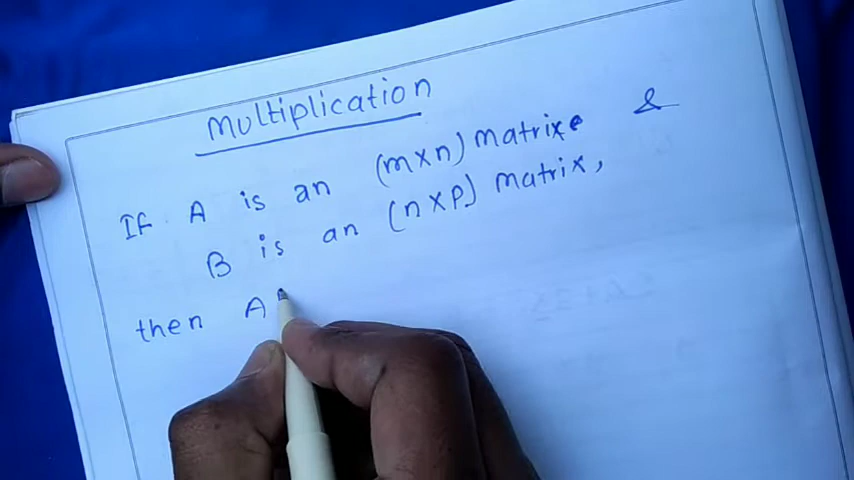 Multiplication
If A is an (m×n) matrix &
B is an (n×p) matrix,
then A